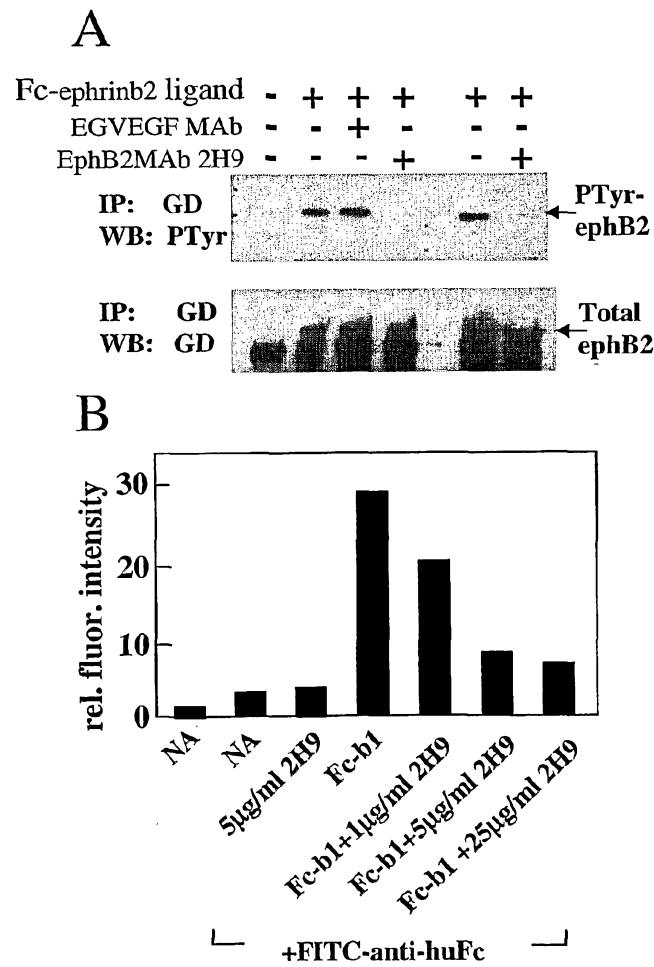 A
Fc-ephrinb2 ligand - + + + + +
EGVEGF MAb - - + - - -
EphB2MAb 2H9 - - - + - +
IP: GD
WB: PTyr
PTyr-
ephB2
IP: GD
WB: GD
Total
ephB2
B
rel. fluor. intensity
30
20
10
0
NA
NA
5µg/ml 2H9
Fc-b1
Fc-b1+1µg/ml 2H9
Fc-b1+5µg/ml 2H9
Fc-b1 +25µg/ml 2H9
+FITC-anti-huFc